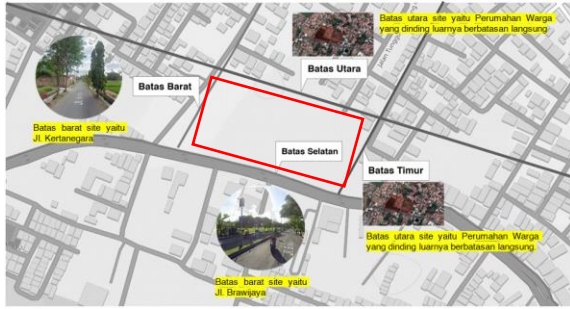 Batas utara site yaitu Perumahan Warga
yang dinding luarnya berbatasan langsung
Batas Utara
Batas Barat
Batas barat site yaitu
Jl. Kertanegara
Batas Selatan
Batas Timur
Batas utara site yaitu Perumahan Warga
yang dinding luarnya berbatasan langsung.
Batas barat site yaitu
Jl. Brawijaya